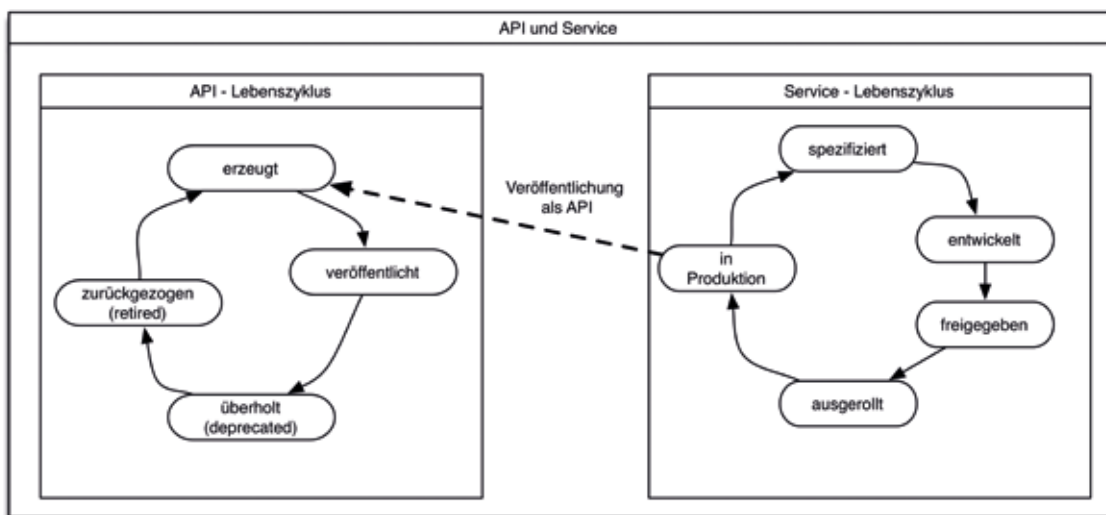 API und Service
API - Lebenszyklus
erzeugt
veröffentlicht
überholt
(deprecated)
zurückgezogen
(retired)
Veröffentlichung
als API
Service - Lebenszyklus
spezifiziert
entwickelt
freigegeben
ausgerollt
in
Produktion